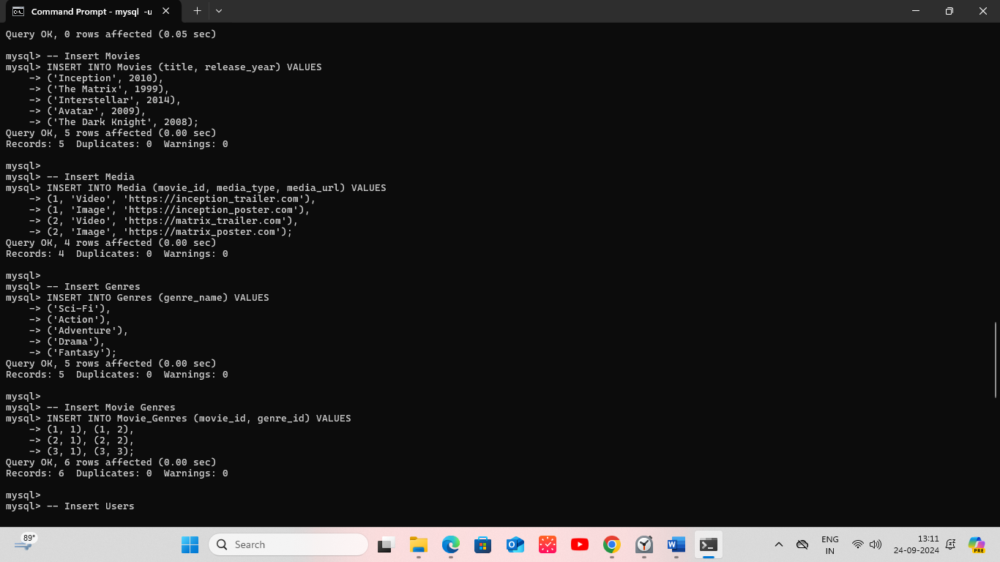 Command Prompt - mysql  -u
Query OK, 0 rows affected (0.05 sec)
mysql> -- Insert Movies
mysql> INSERT INTO Movies (title, release_year) VALUES
    -> ('Inception', 2010),
    -> ('The Matrix', 1999),
    -> ('Interstellar', 2014),
    -> ('Avatar', 2009),
    -> ('The Dark Knight', 2008);
Query OK, 5 rows affected (0.00 sec)
Records: 5  Duplicates: 0  Warnings: 0
mysql>
mysql> -- Insert Media
mysql> INSERT INTO Media (movie_id, media_type, media_url) VALUES
    -> (1, 'Video', 'https://inception_trailer.com'),
    -> (1, 'Image', 'https://inception_poster.com'),
    -> (2, 'Video', 'https://matrix_trailer.com'),
    -> (2, 'Image', 'https://matrix_poster.com');
Query OK, 4 rows affected (0.00 sec)
Records: 4  Duplicates: 0  Warnings: 0
mysql>
mysql> -- Insert Genres
mysql> INSERT INTO Genres (genre_name) VALUES
    -> ('Sci-Fi'),
    -> ('Action'),
    -> ('Adventure'),
    -> ('Drama'),
    -> ('Fantasy');
Query OK, 5 rows affected (0.00 sec)
Records: 5  Duplicates: 0  Warnings: 0
mysql>
mysql> -- Insert Movie Genres
mysql> INSERT INTO Movie_Genres (movie_id, genre_id) VALUES
    -> (1, 1), (1, 2),
    -> (2, 1), (2, 2),
    -> (3, 1), (3, 3);
Query OK, 6 rows affected (0.00 sec)
Records: 6  Duplicates: 0  Warnings: 0
mysql>
mysql> -- Insert Users
89°
Search
ENG
IN
13:11
24-09-2024
PRE